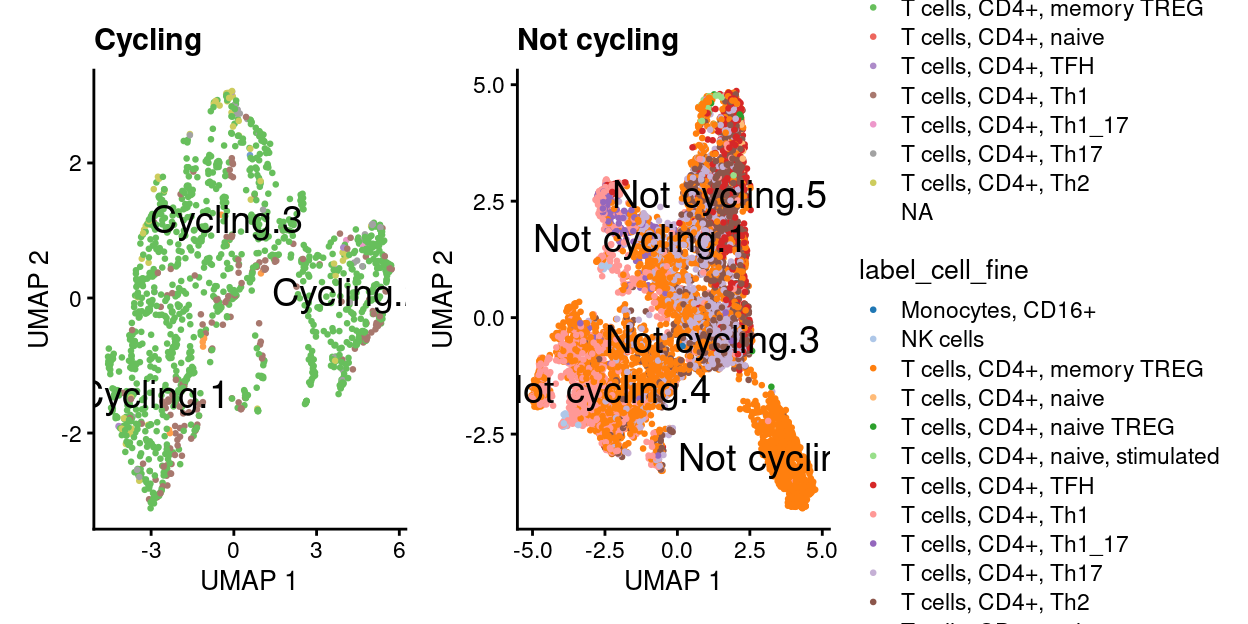 Cycling
Not cycling
T cells, CD4+, memory TREG
T cells, CD4+, naive
T cells, CD4+, TFH
T cells, CD4+, Th1
T cells, CD4+, Th1_17
T cells, CD4+, Th17
T cells, CD4+, Th2
NA
label_cell_fine
Monocytes, CD16+
NK cells
T cells, CD4+, memory TREG
T cells, CD4+, naive
T cells, CD4+, naive TREG
T cells, CD4+, naive, stimulated
T cells, CD4+, TFH
T cells, CD4+, Th1
T cells, CD4+, Th1_17
T cells, CD4+, Th17
T cells, CD4+, Th2
UMAP 2
2
0
-2
Cycling.3
Cycling.
Cycling.1
-3
0
3
6
UMAP 1
UMAP 2
5.0
2.5
0.0
-2.5
Not cycling.5
Not cycling.1
Not cycling.3
ot cycling.4
Not cyclin
-5.0
-2.5
0.0
2.5
5.0
UMAP 1